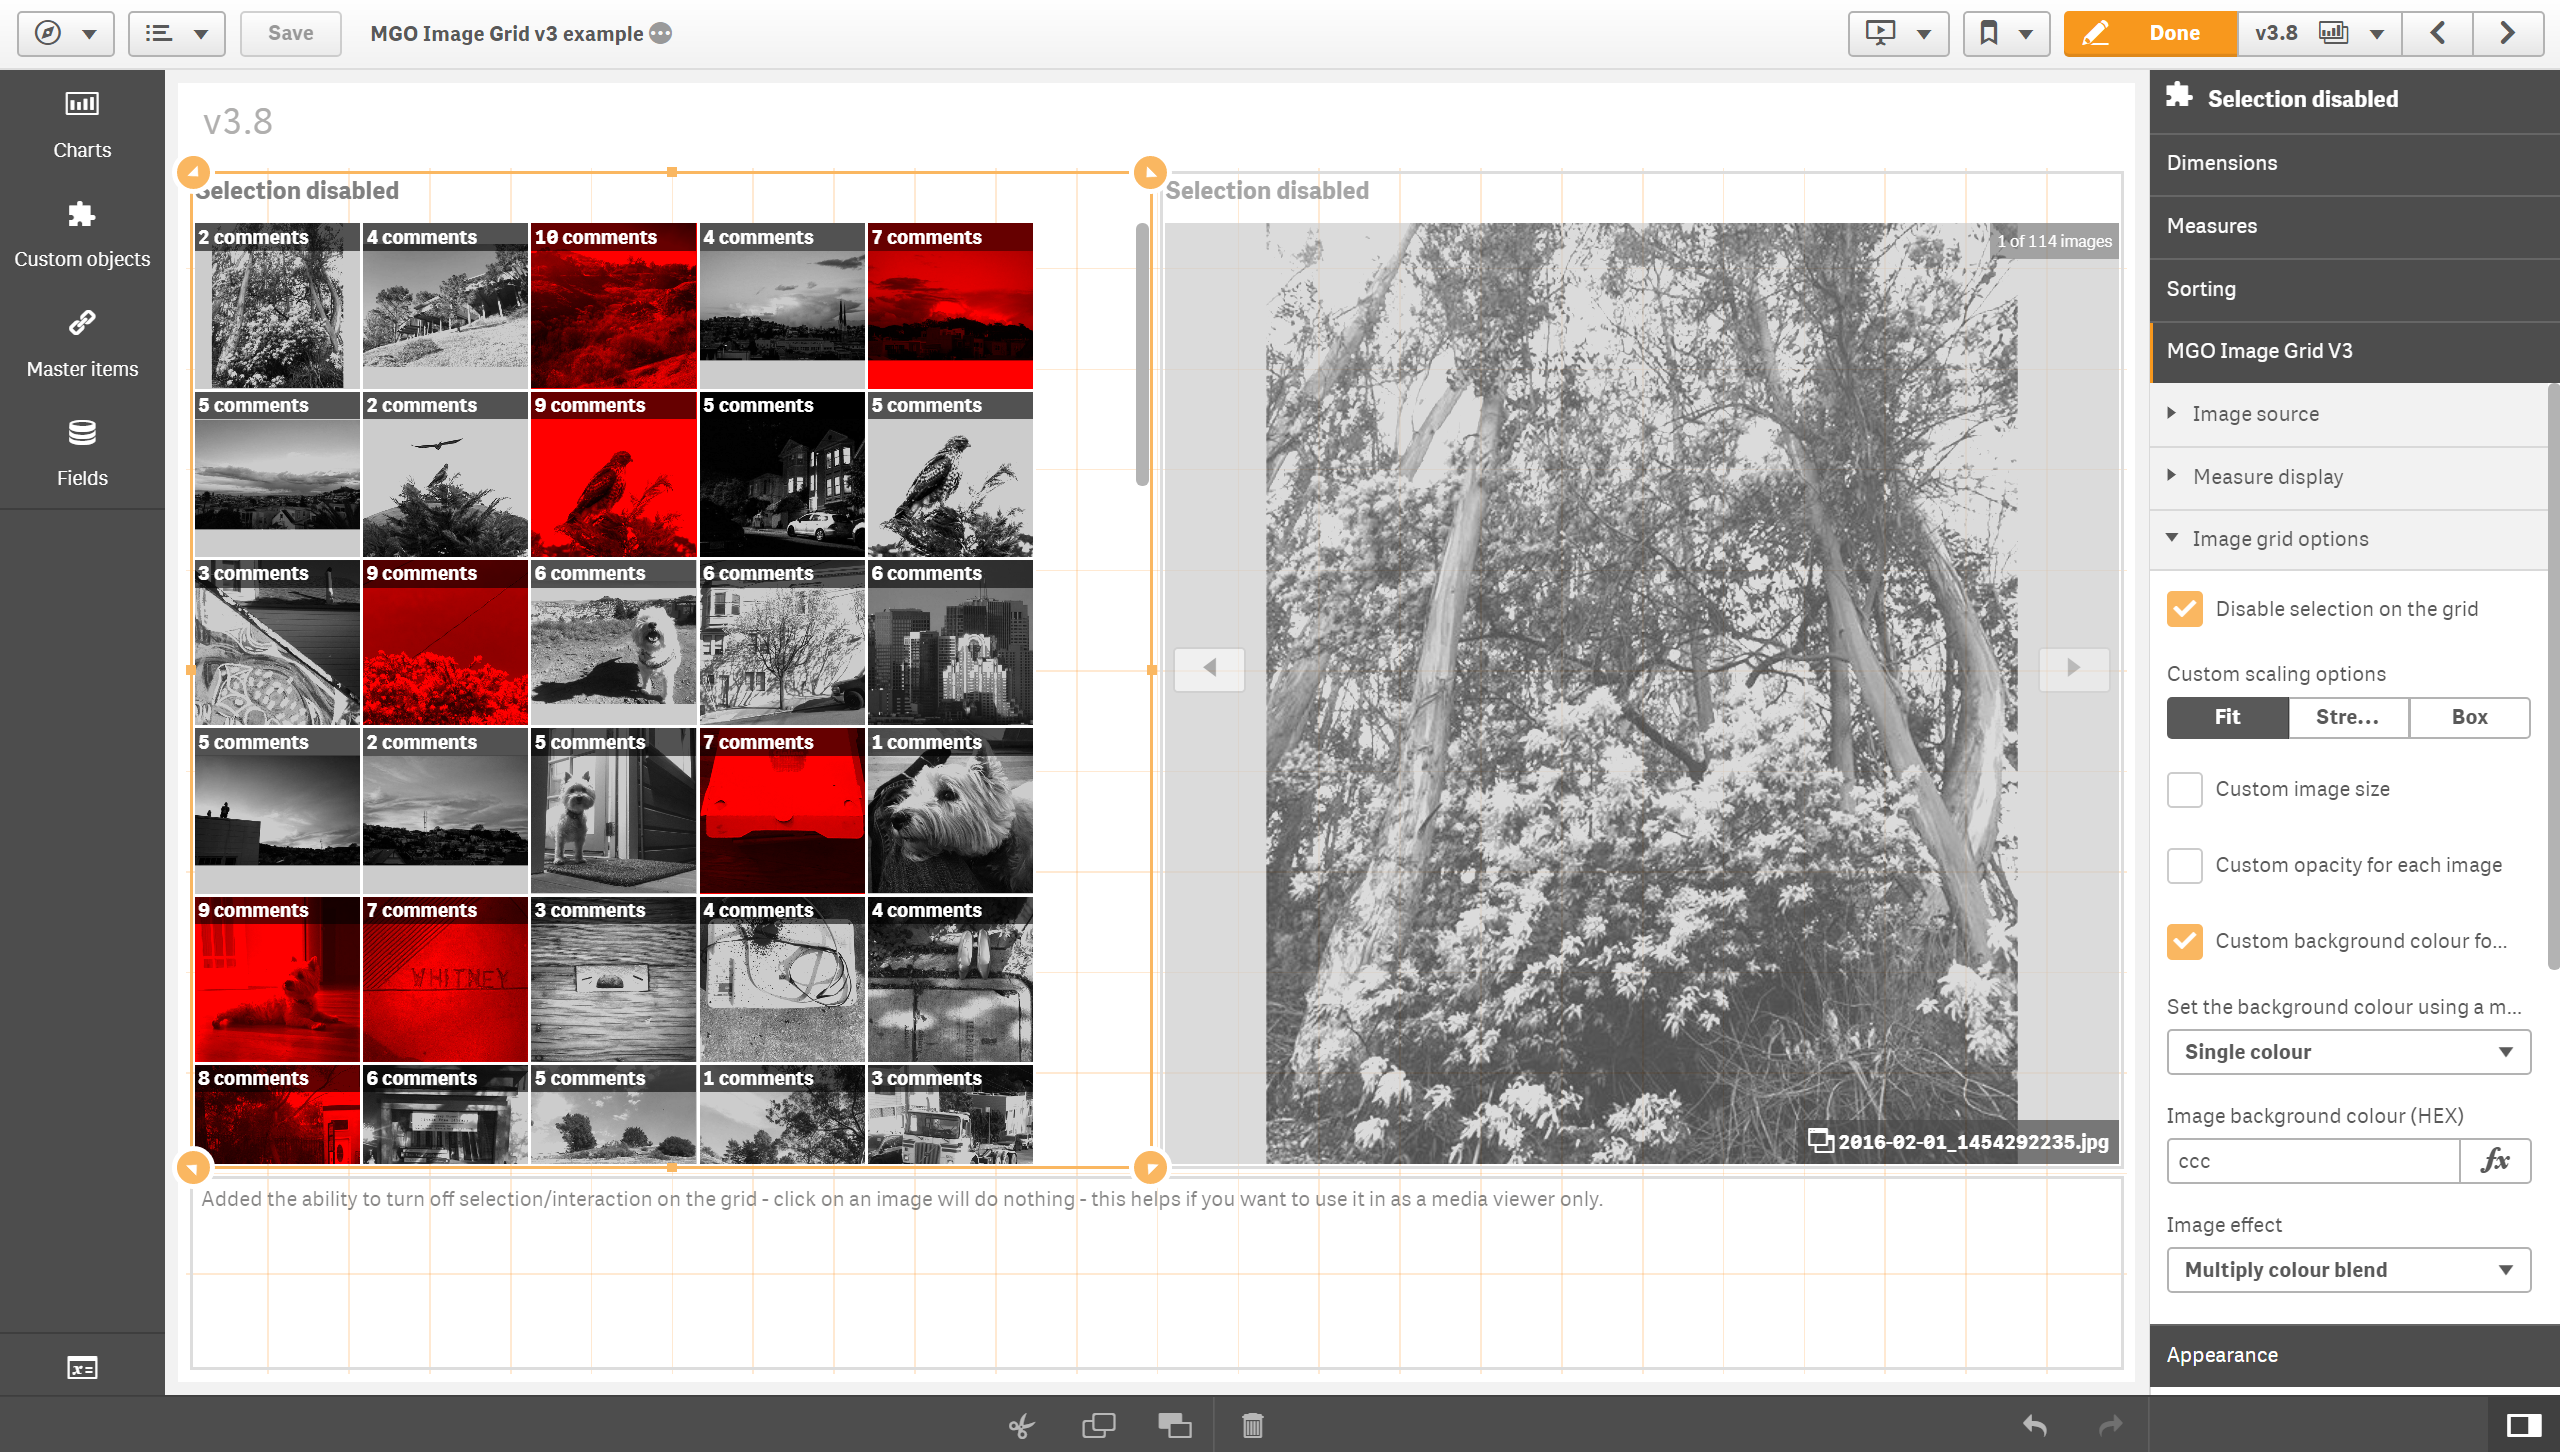 Save
MGO Image Grid v3 example
Done
v3.8
Charts
Custom objects
Master items
Fields
v3.8
Selection disabled
2 comments
4 comments
10 comments
4 comments
7 comments
5 comments
2 comments
9 comments
5 comments
5 comments
3 comments
9 comments
6 comments
6 comments
6 comments
5 comments
2 comments
5 comments
7 comments
1 comments
9 comments
7 comments
3 comments
4 comments
4 comments
WHITNEY
8 comments
6 comments
5 comments
1 comments
3 comments
Selection disabled
1 of 114 images
2016-02-01_1454292235.jpg
Added the ability to turn off selection/interaction on the grid - click on an image will do nothing - this helps if you want to use it in as a media viewer only.
Selection disabled
Dimensions
Measures
Sorting
MGO Image Grid V3
Image source
Measure display
Image grid options
Disable selection on the grid
Custom scaling options
Fit
Stre...
Box
Custom image size
Custom opacity for each image
Custom background colour fo...
Set the background colour using a m...
Single colour
Image background colour (HEX)
ccc
fx
Image effect
Multiply colour blend
Appearance
x=